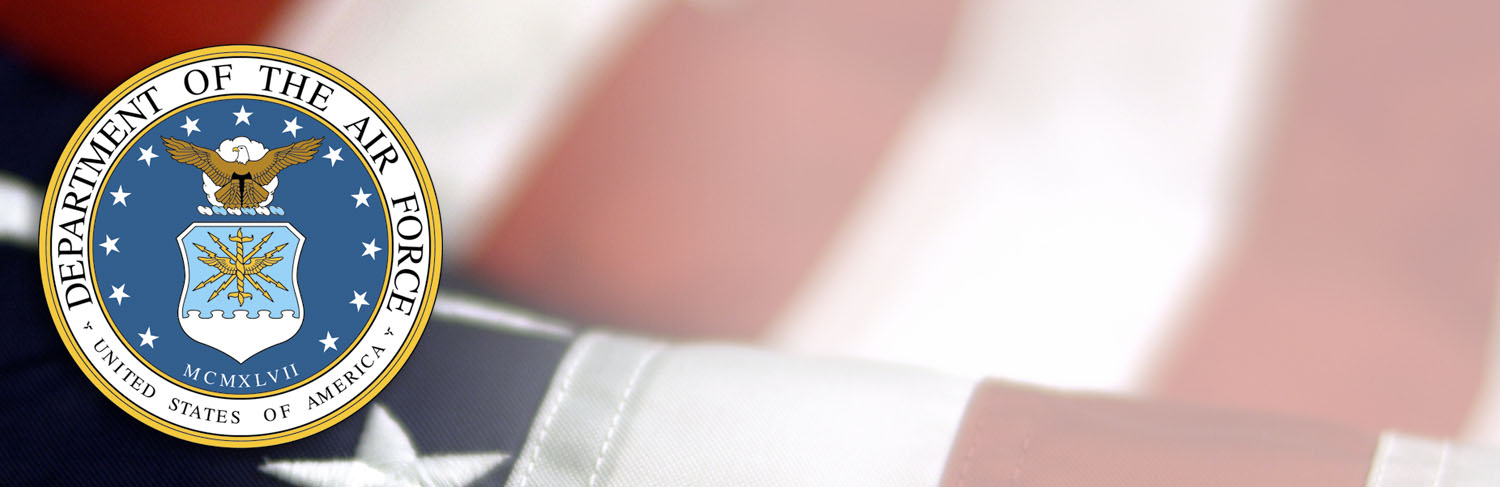 DEPARTMENT OF THE AIR FORCE
MCMXLVII
UNITED STATES OF AMERICA